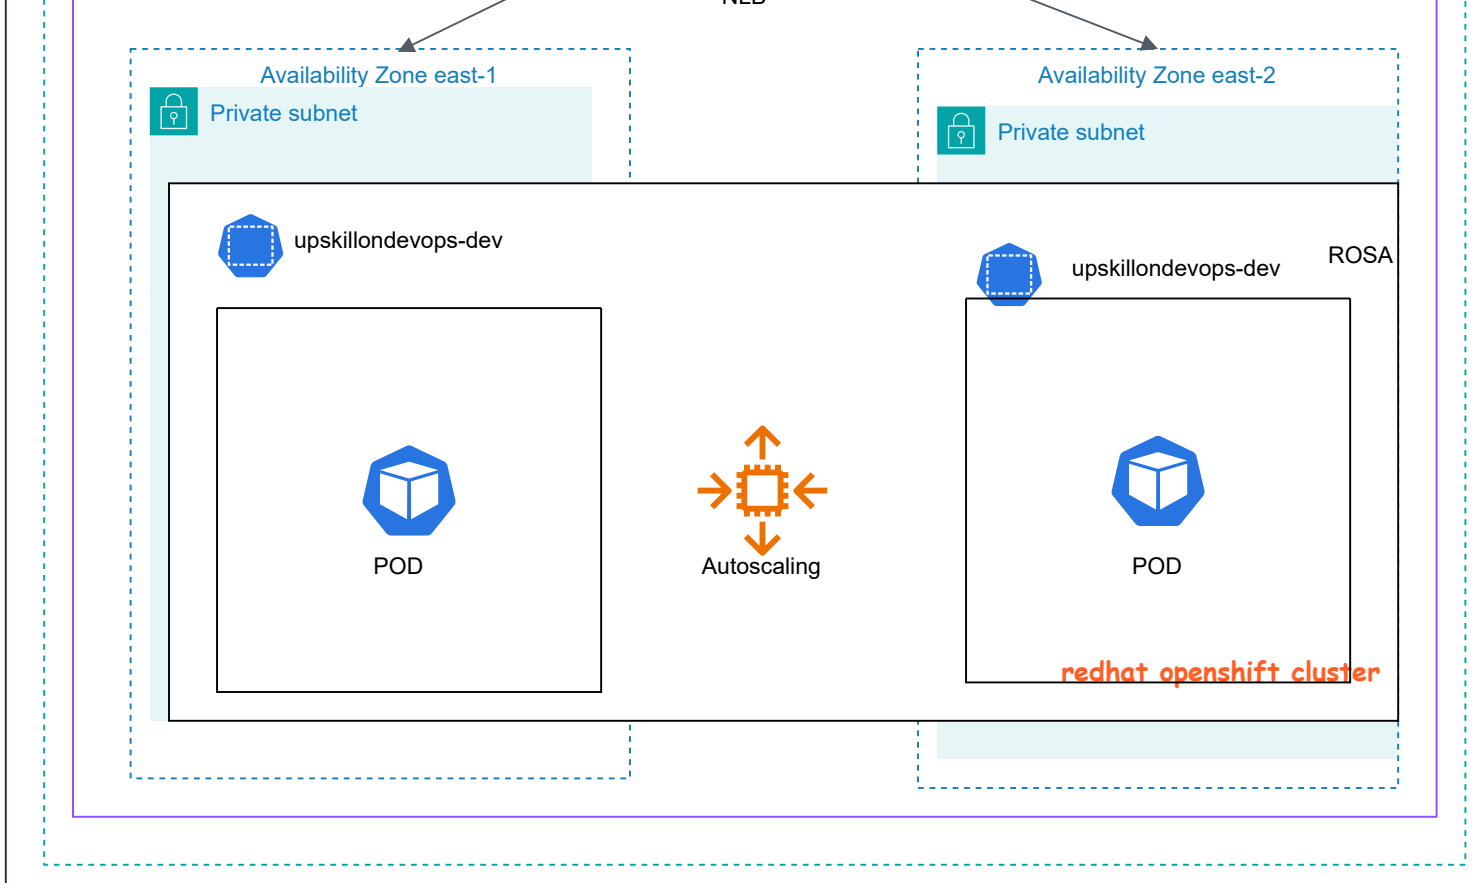 NLB
Availability Zone east-1
Availability Zone east-2
Private subnet
Private subnet
upskillondevops-dev
upskillondevops-dev
ROSA
POD
Autoscaling
POD
redhat openshift cluster